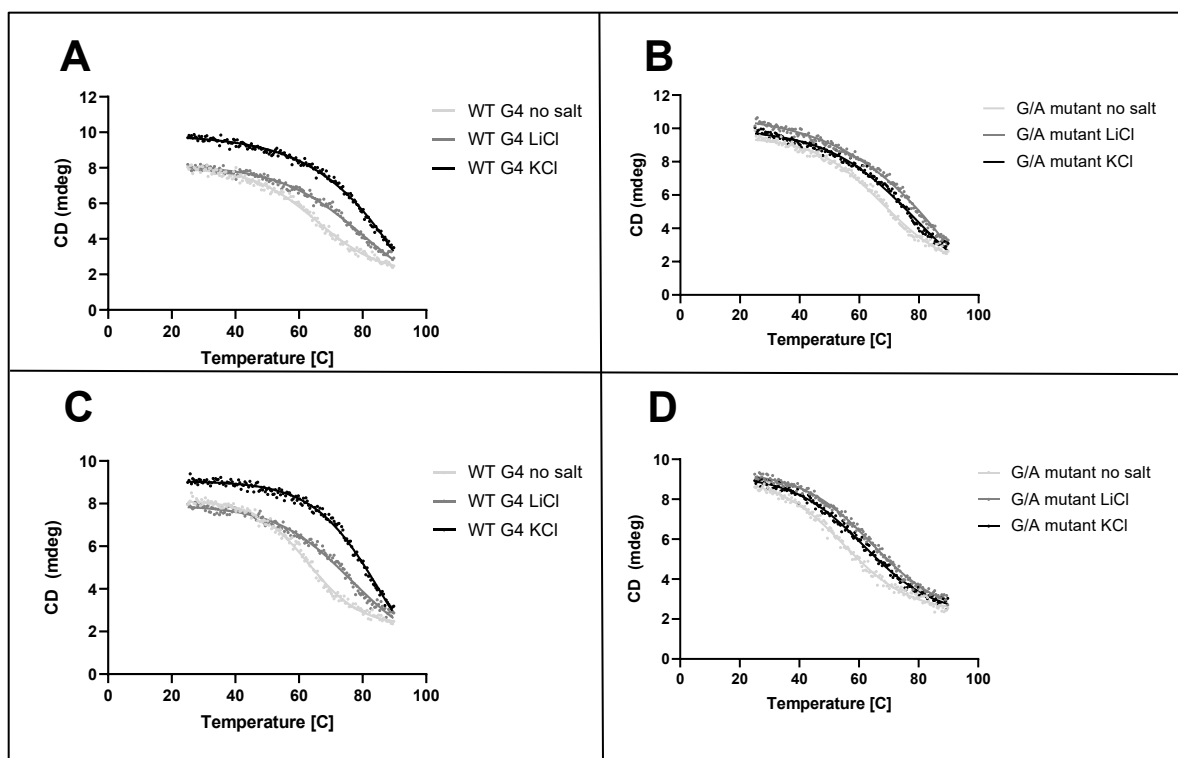 A
12
10
8
6
4
2
0
CD (mdeg)
0 20 40 60 80 100
Temperature [C]
WT G4 no salt
WT G4 LiCl
WT G4 KCl
B
12
10
8
6
4
2
0
CD (mdeg)
0 20 40 60 80 100
Temperature [C]
G/A mutant no salt
G/A mutant LiCl
G/A mutant KCl
C
10
8
6
4
2
0
CD (mdeg)
0 20 40 60 80 100
Temperature [C]
WT G4 no salt
WT G4 LiCl
WT G4 KCl
D
10
8
6
4
2
0
CD (mdeg)
0 20 40 60 80 100
Temperature [C]
G/A mutant no salt
G/A mutant LiCl
G/A mutant KCl